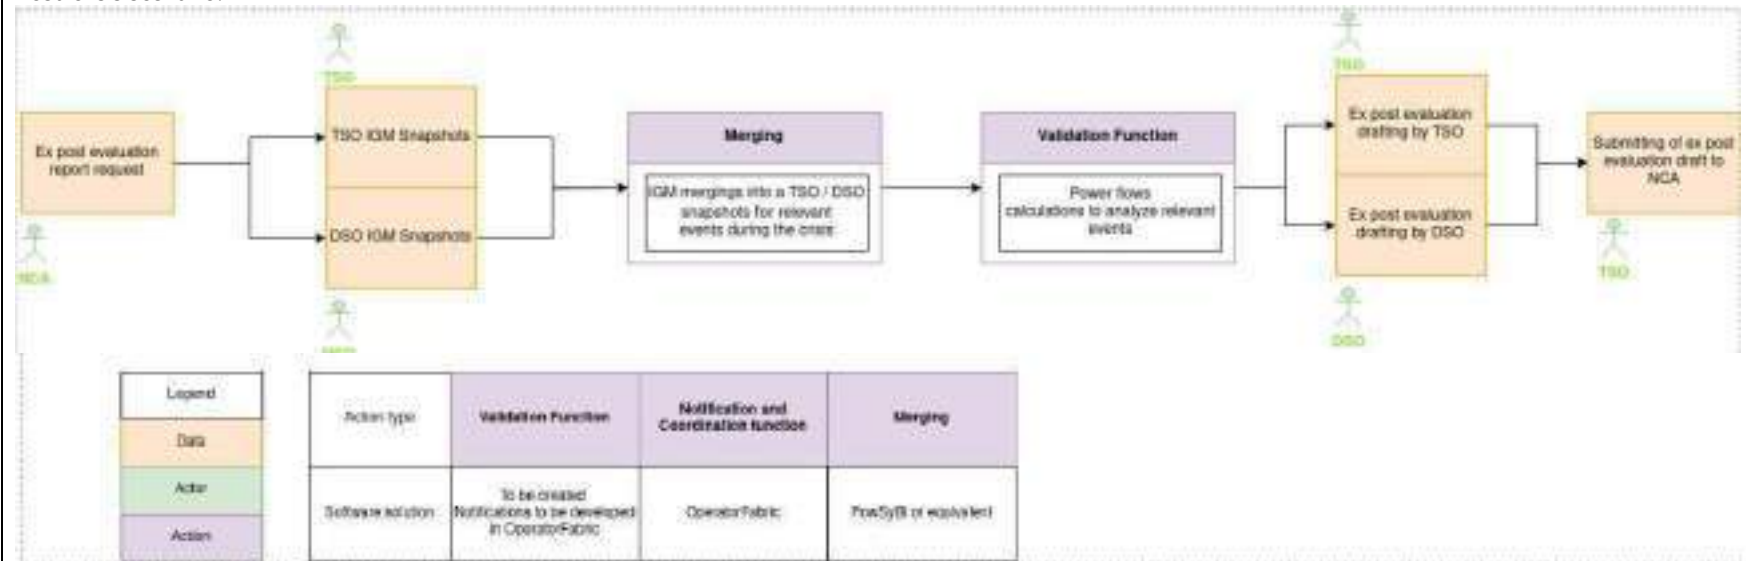 TSO
TSO
Ex post evaluation
report request
NCA
TSO IGM Snapshots
DSO IGM Snapshots
Merging
IGM mergings into a TSO / DSO
snapshots for relevant
events during the crisis
Validation Function
Power flows
calculations to analyze relevant
events
Ex post evaluation
drafting by TSO
Ex post evaluation
drafting by DSO
DSO
Submitting of ex post
evaluation draft to
NCA
TSO
Legend
Data
Actor
Action
Action type
Validation Function
Notification and
Coordination function
Merging
Software solution
To be created
Notifications to be developed
in OperatorFabric
OperatorFabric
PowSyBl or equivalent